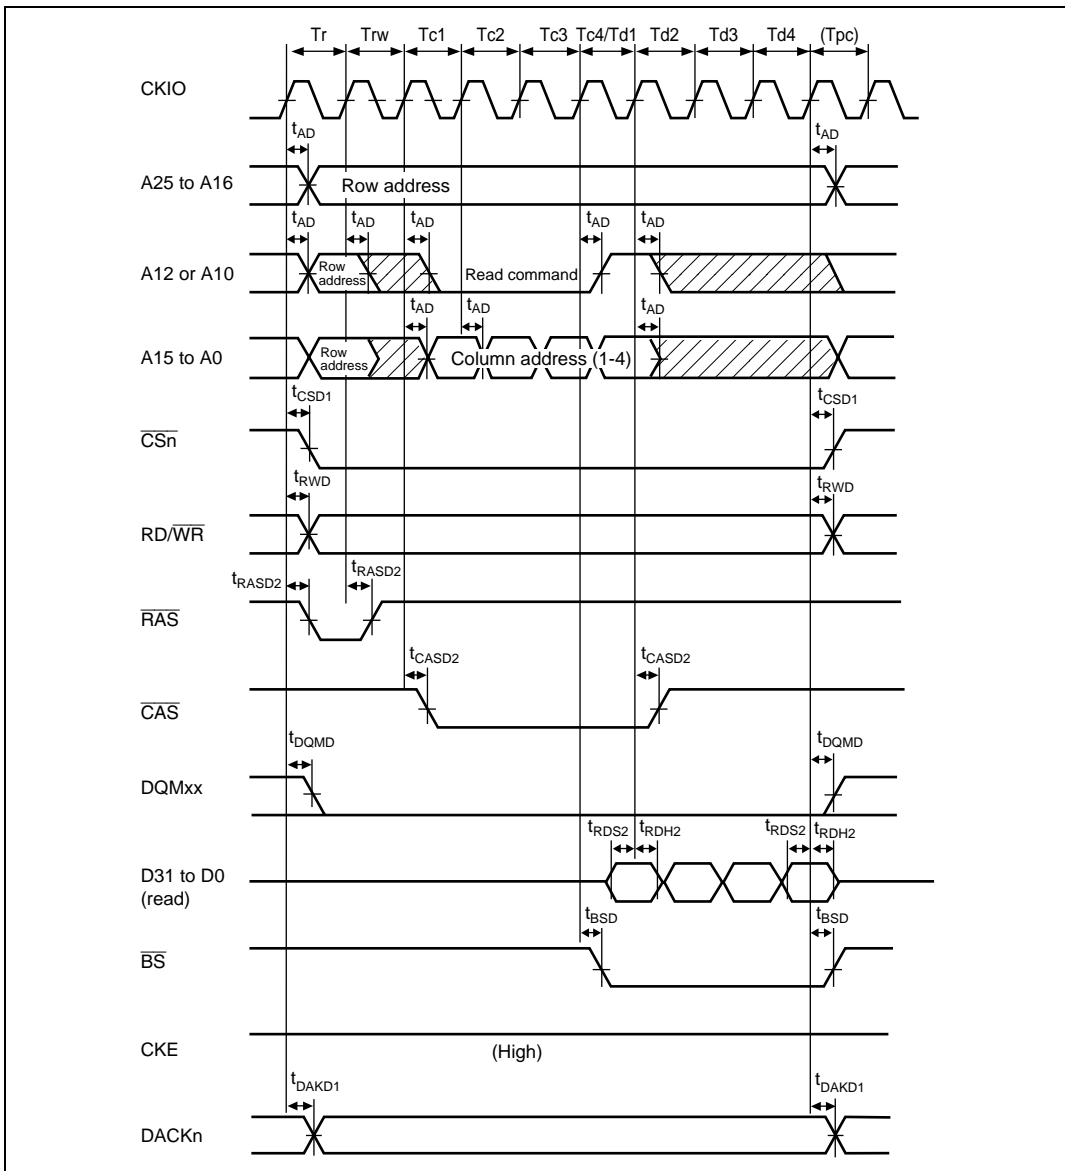 Tr Trw Tc1 Tc2 Tc3 Tc4/Td1 Td2 Td3 Td4 (Tpc)
CKIO
tAD tAD
A25 to A16 Row address
tAD tAD tAD tAD tAD
A12 or A10 Row address Read command
tAD tAD tAD
A15 to A0 Row address Column address (1-4)
tCSD1 tCSD1
CSn
tRWD tRWD
RD/WR
tRASD2 tRASD2
RAS
tCASD2 tCASD2
CAS
tDQMD tDQMD
DQMxx
tRDS2 tRDH2 tRDS2 tRDH2
D31 to D0
(read)
tBSD tBSD
BS
CKE (High)
tDAKD1 tDAKD1
DACKn